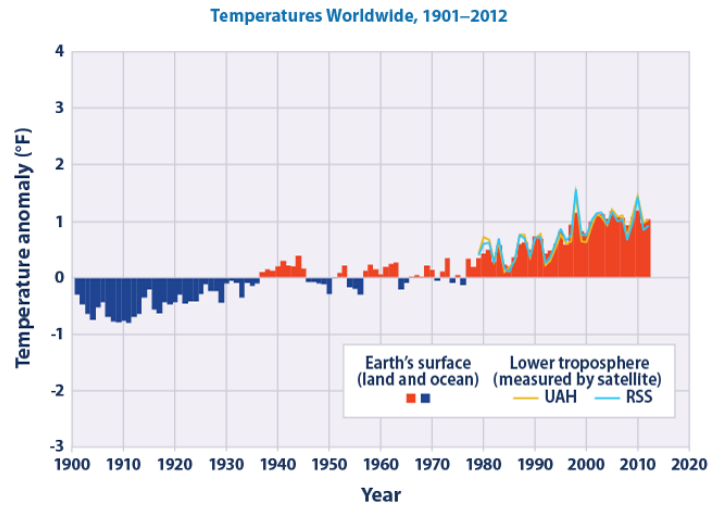 Temperatures Worldwide, 1901–2012
Temperature anomaly (°F)
4
3
2
1
0
-1
-2
-3
Earth's surface
(land and ocean)
Lower troposphere
(measured by satellite)
UAH
RSS
1900 1910 1920 1930 1940 1950 1960 1970 1980 1990 2000 2010 2020
Year